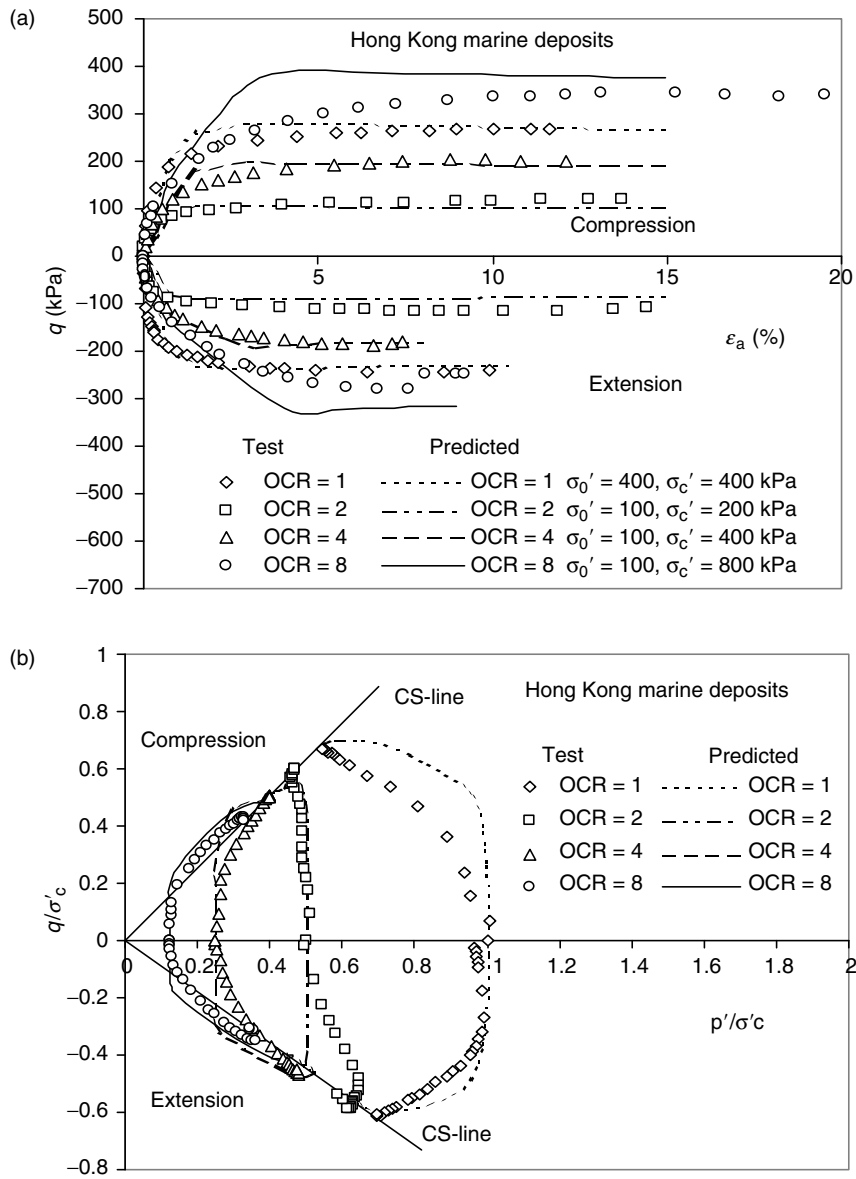 (a)
500
400
300
200
100
0
−100
−200
−300
−400
−500
−600
−700
q (kPa)
Hong Kong marine deposits
Compression
5
10
15
20
εa (%)
Extension
Test Predicted
OCR = 1 OCR = 1 σ0′ = 400, σc′ = 400 kPa
OCR = 2 OCR = 2 σ0′ = 100, σc′ = 200 kPa
OCR = 4 OCR = 4 σ0′ = 100, σc′ = 400 kPa
OCR = 8 OCR = 8 σ0′ = 100, σc′ = 800 kPa
(b)
1
0.8
0.6
0.4
0.2
0
−0.2
−0.4
−0.6
−0.8
q/σ′c
CS-line
Hong Kong marine deposits
Compression
Test Predicted
OCR = 1 OCR = 1
OCR = 2 OCR = 2
OCR = 4 OCR = 4
OCR = 8 OCR = 8
0 0.2 0.4 0.6 0.8 1 1.2 1.4 1.6 1.8 2
p′/σ′c
Extension
CS-line